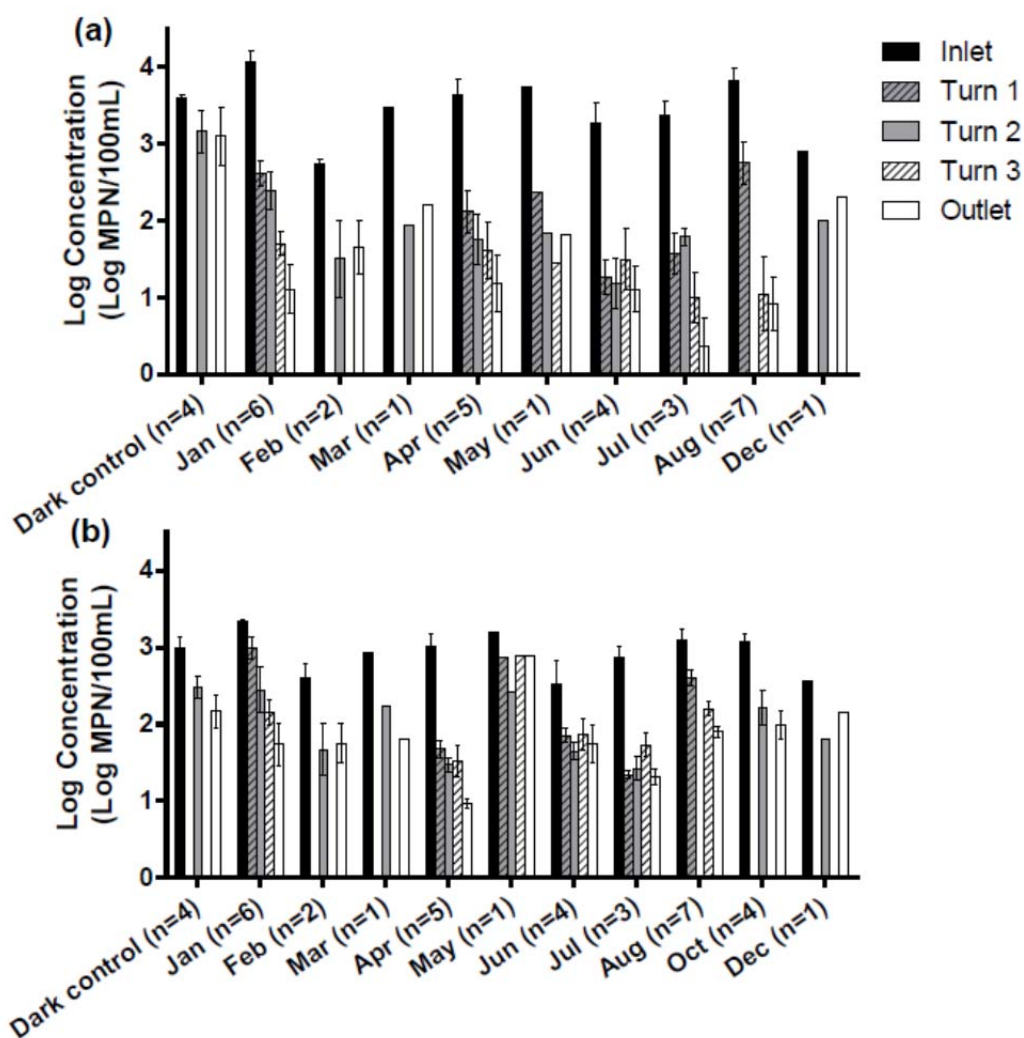 (a)
Log Concentration
(Log MPN/100mL)
4
3
2
1
0
Dark control (n=4)
Jan (n=6)
Feb (n=2)
Mar (n=1)
Apr (n=5)
May (n=1)
Jun (n=4)
Jul (n=3)
Aug (n=7)
Dec (n=1)
Inlet
Turn 1
Turn 2
Turn 3
Outlet
(b)
Log Concentration
(Log MPN/100mL)
4
3
2
1
0
Dark control (n=4)
Jan (n=6)
Feb (n=2)
Mar (n=1)
Apr (n=5)
May (n=1)
Jun (n=4)
Jul (n=3)
Aug (n=7)
Oct (n=4)
Dec (n=1)